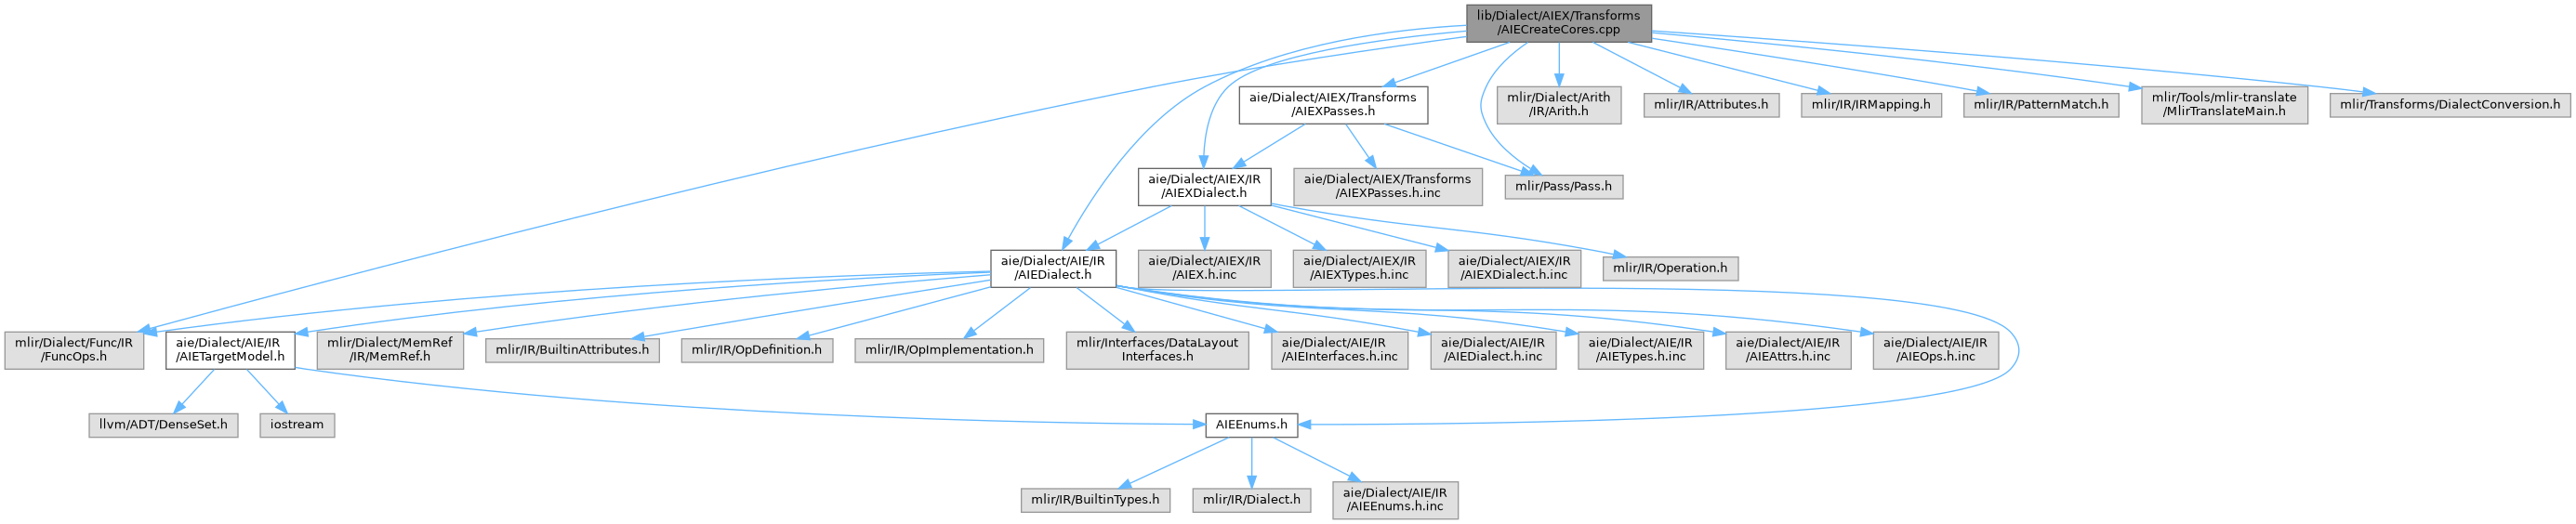 lib/Dialect/AIEX/Transforms
/AIECreateCores.cpp
aie/Dialect/AIEX/Transforms
/AIEXPasses.h
mlir/Dialect/Arith
/IR/Arith.h
mlir/IR/Attributes.h
mlir/IR/IRMapping.h
mlir/IR/PatternMatch.h
mlir/Tools/mlir-translate
/MlirTranslateMain.h
mlir/Transforms/DialectConversion.h
aie/Dialect/AIEX/IR
/AIEXDialect.h
aie/Dialect/AIEX/Transforms
/AIEXPasses.h.inc
mlir/Pass/Pass.h
aie/Dialect/AIE/IR
/AIEDialect.h
aie/Dialect/AIEX/IR
/AIEX.h.inc
aie/Dialect/AIEX/IR
/AIEXTypes.h.inc
aie/Dialect/AIEX/IR
/AIEXDialect.h.inc
mlir/IR/Operation.h
mlir/Dialect/Func/IR
/FuncOps.h
aie/Dialect/AIE/IR
/AIETargetModel.h
mlir/Dialect/MemRef
/IR/MemRef.h
mlir/IR/BuiltinAttributes.h
mlir/IR/OpDefinition.h
mlir/IR/OpImplementation.h
mlir/Interfaces/DataLayout
Interfaces.h
aie/Dialect/AIE/IR
/AIEInterfaces.h.inc
aie/Dialect/AIE/IR
/AIEDialect.h.inc
aie/Dialect/AIE/IR
/AIETypes.h.inc
aie/Dialect/AIE/IR
/AIEAttrs.h.inc
aie/Dialect/AIE/IR
/AIEOps.h.inc
llvm/ADT/DenseSet.h
iostream
AIEEnums.h
mlir/IR/BuiltinTypes.h
mlir/IR/Dialect.h
aie/Dialect/AIE/IR
/AIEEnums.h.inc